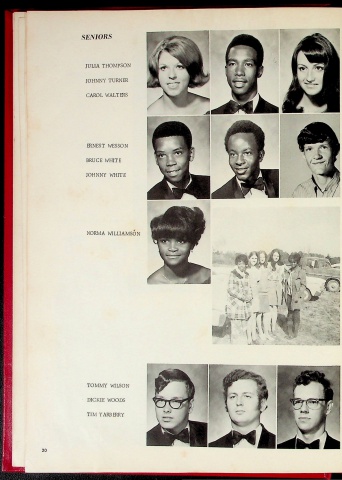 SENIORS
JULIA THOMPSON
JOHNNY TURNER
CAROL WALTERS
ERNEST WESSON
BRUCE WHITE
JOHNNY WHITE
NORMA WILLIAMSON
TOMMY WILSON
DICKIE WOODS
TIM YARBERRY
20